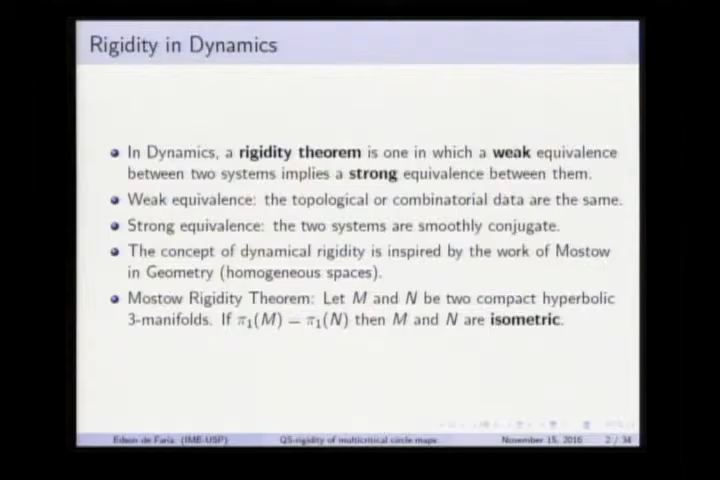 Rigidity in Dynamics
In Dynamics, a rigidity theorem is one in which a weak equivalence
between two systems implies a strong equivalence between them.
Weak equivalence: the topological or combinatorial data are the same.
Strong equivalence: the two systems are smoothly conjugate.
The concept of dynamical rigidity is inspired by the work of Mostow
in Geometry (homogeneous spaces).
Mostow Rigidity Theorem: Let M and N be two compact hyperbolic
3-manifolds. If π₁(M) = π₁(N) then M and N are isometric.
Edson de Faria (IME-USP) QS-rigidity of multicritical circle maps November 15, 2016 2 / 34